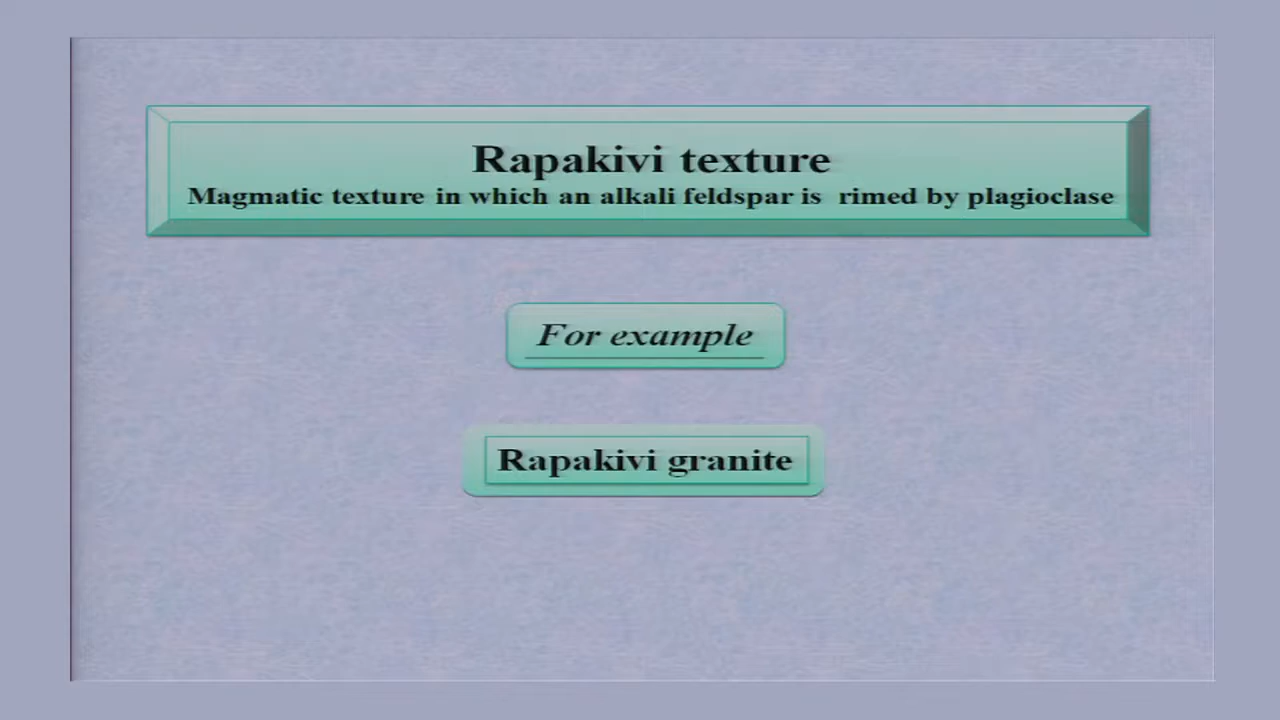 Rapakivi texture
Magmatic texture in which an alkali feldspar is rimed by plagioclase
For example
Rapakivi granite